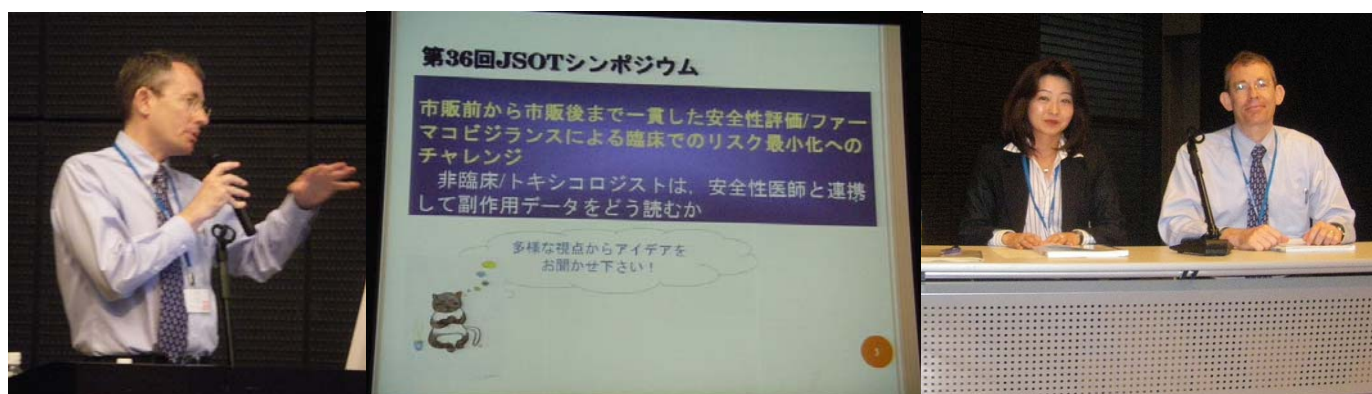 第36回JSOTシンポジウム
市販前から市販後まで一貫した安全性評価/ファー
マコビジランスによる臨床でのリスク最小化への
チャレンジ
非臨床/トキシコロジストは，安全性医師と連携
して副作用データをどう読むか
多様な視点からアイデアを
お聞かせ下さい！
3